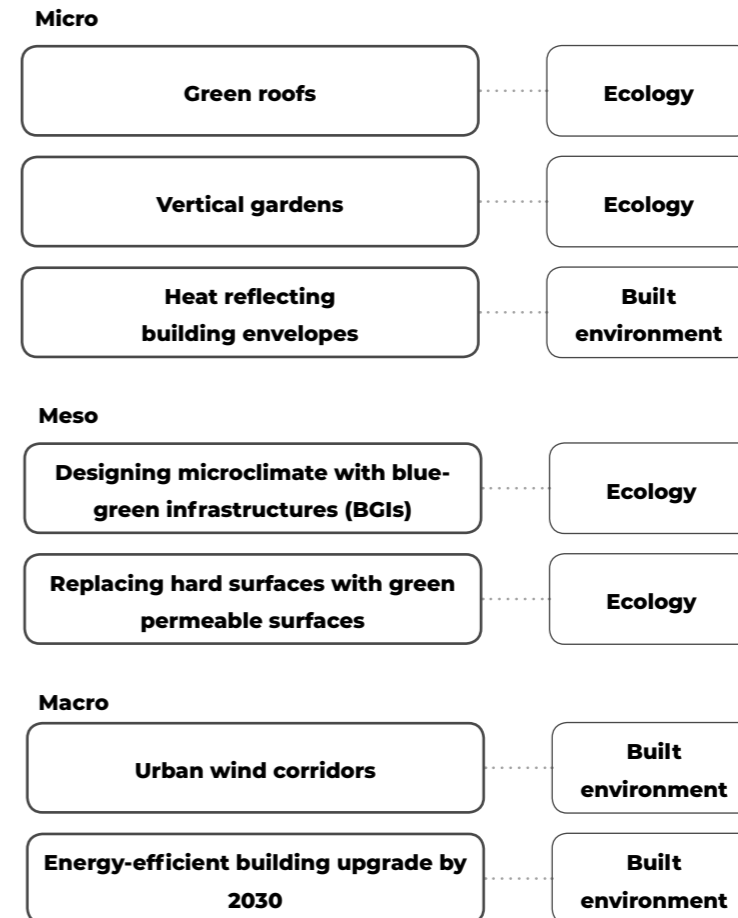 Micro
Green roofs
Ecology
Vertical gardens
Ecology
Heat reflecting
building envelopes
Built
environment
Meso
Designing microclimate with blue-
green infrastructures (BGIs)
Ecology
Replacing hard surfaces with green
permeable surfaces
Ecology
Macro
Urban wind corridors
Built
environment
Energy-efficient building upgrade by
2030
Built
environment